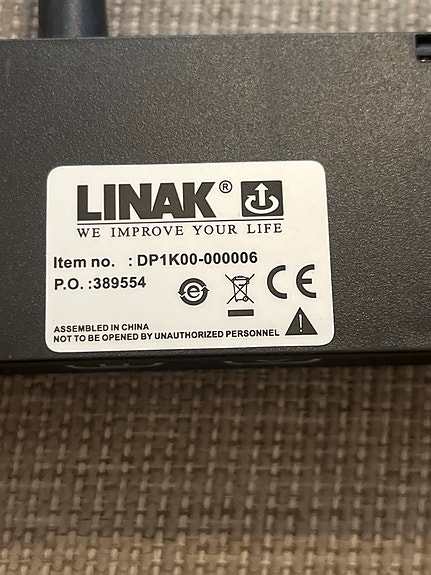 LINAK®
WE IMPROVE YOUR LIFE
Item no. : DP1K00-000006
P.O. :389554
e
CE
ASSEMBLED IN CHINA
NOT TO BE OPENED BY UNAUTHORIZED PERSONNEL